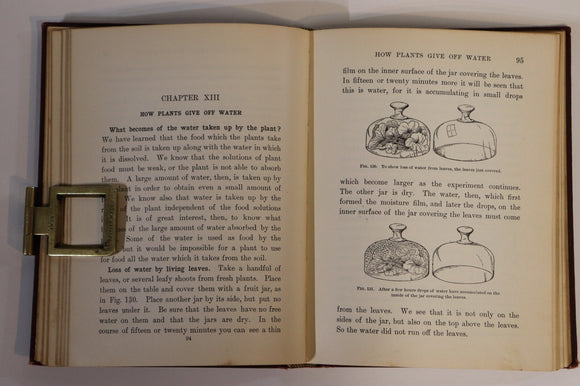 CHAPTER XIII
HOW PLANTS GIVE OFF WATER
What becomes of the water taken up by the plant?
We have learned that the food which the plants take
from the soil is taken up along with the water in which
it is dissolved. We know that the solutions of plant
food must be weak, or the plant is not able to absorb
them. A large amount of water, then, is taken up by
plant in order to obtain even a small amount of
We know also that water is taken up by the
of the plant independent of the food solutions
It is of great interest, then, to know what
es of the large amount of water absorbed by the
Some of the water is used as food by the
but it would be impossible for a plant to use
for food all the water which it takes from the soil.
Loss of water by living leaves. Take a handful of
leaves, or several leafy shoots from fresh plants. Place
them on the table and cover them with a fruit jar, as
in Fig. 130. Place another jar by its side, but put no
leaves under it. Be sure that the leaves have no free
water on them and that the jars are dry. In the
course of fifteen or twenty minutes you can see a thin
94
HOW PLANTS GIVE OFF WATER 95
film on the inner surface of the jar covering the leaves.
In fifteen or twenty minutes more it will be seen that
this is water, for it is accumulating in small drops
FIG. 130. To show loss of water from leaves, the leaves just covered.
which become larger as the experiment continues.
The other jar is dry. The water, then, which first
formed the moisture film, and later the drops, on the
inner surface of the jar covering the leaves must come
FIG. 131. After a few hours drops of water have accumulated on the
inside of the jar covering the leaves.
from the leaves. We see that it is not only on the
sides of the jar, but also on the top above the leaves.
So the water did not run off the leaves.